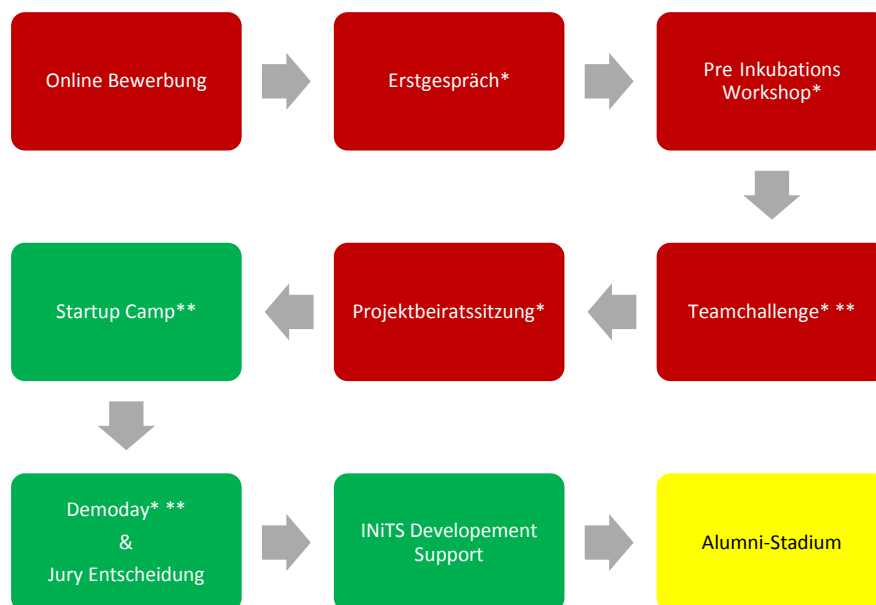 Online Bewerbung
Erstgespräch*
Pre Inkubations
Workshop*
Teamchallenge* **
Projektbeiratssitzung*
Startup Camp**
Demoday* **
&
Jury Entscheidung
INiTS Developement
Support
Alumni-Stadium